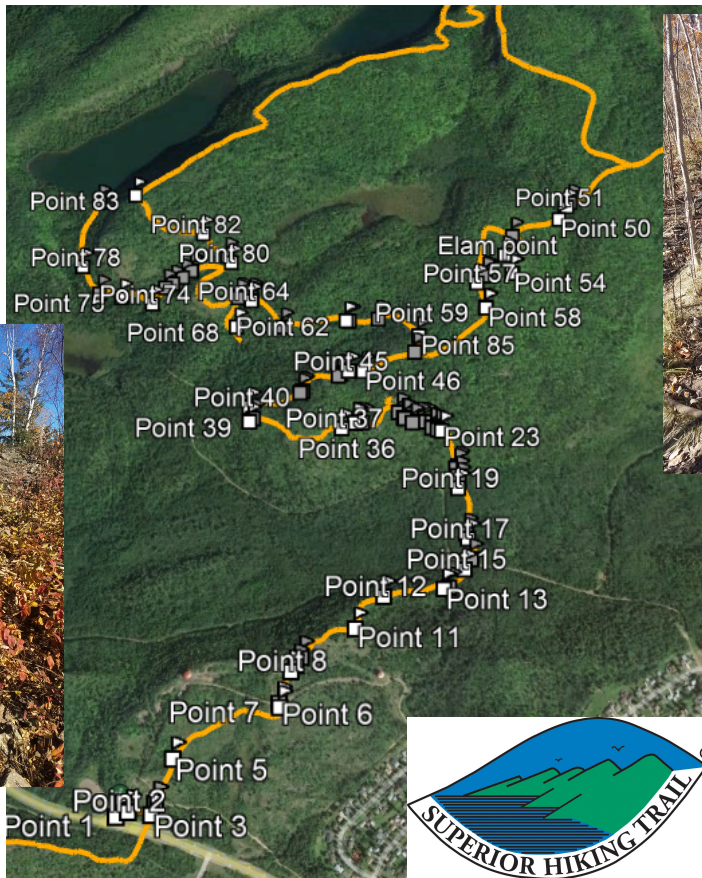 Point 51
Point 83
Point 50
Point 82
Elam point
Point 78
Point 80
Point 57
Point 54
Point 74
Point 64
Point 59
Point 58
Point 68
Point 62
Point 85
Point 45
Point 46
Point 40
Point 39
Point 37
Point 36
Point 23
Point 19
Point 17
Point 15
Point 12
Point 13
Point 11
Point 8
Point 7
Point 6
Point 5
Point 2
Point 1
Point 3
SUPERIOR HIKING TRAIL